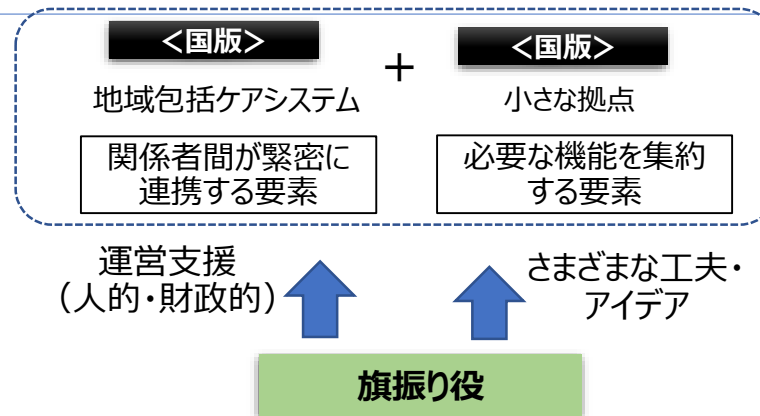 <国版>
+
<国版>
地域包括ケアシステム
小さな拠点
関係者間が緊密に
連携する要素
必要な機能を集約
する要素
運営支援
（人的・財政的）
さまざまな工夫・
アイデア
旗振り役